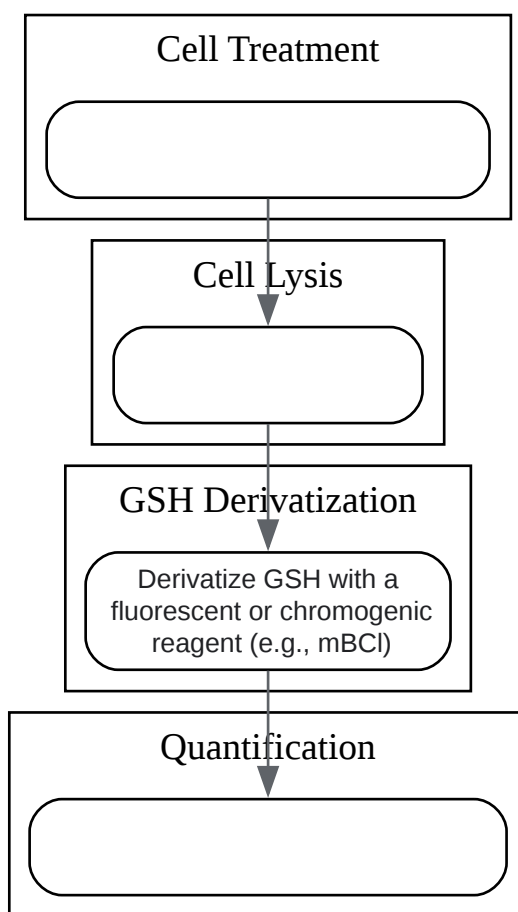 Cell Treatment
Cell Lysis
GSH Derivatization
Derivatize GSH with a
fluorescent or chromogenic
reagent (e.g., mBCl)
Quantification